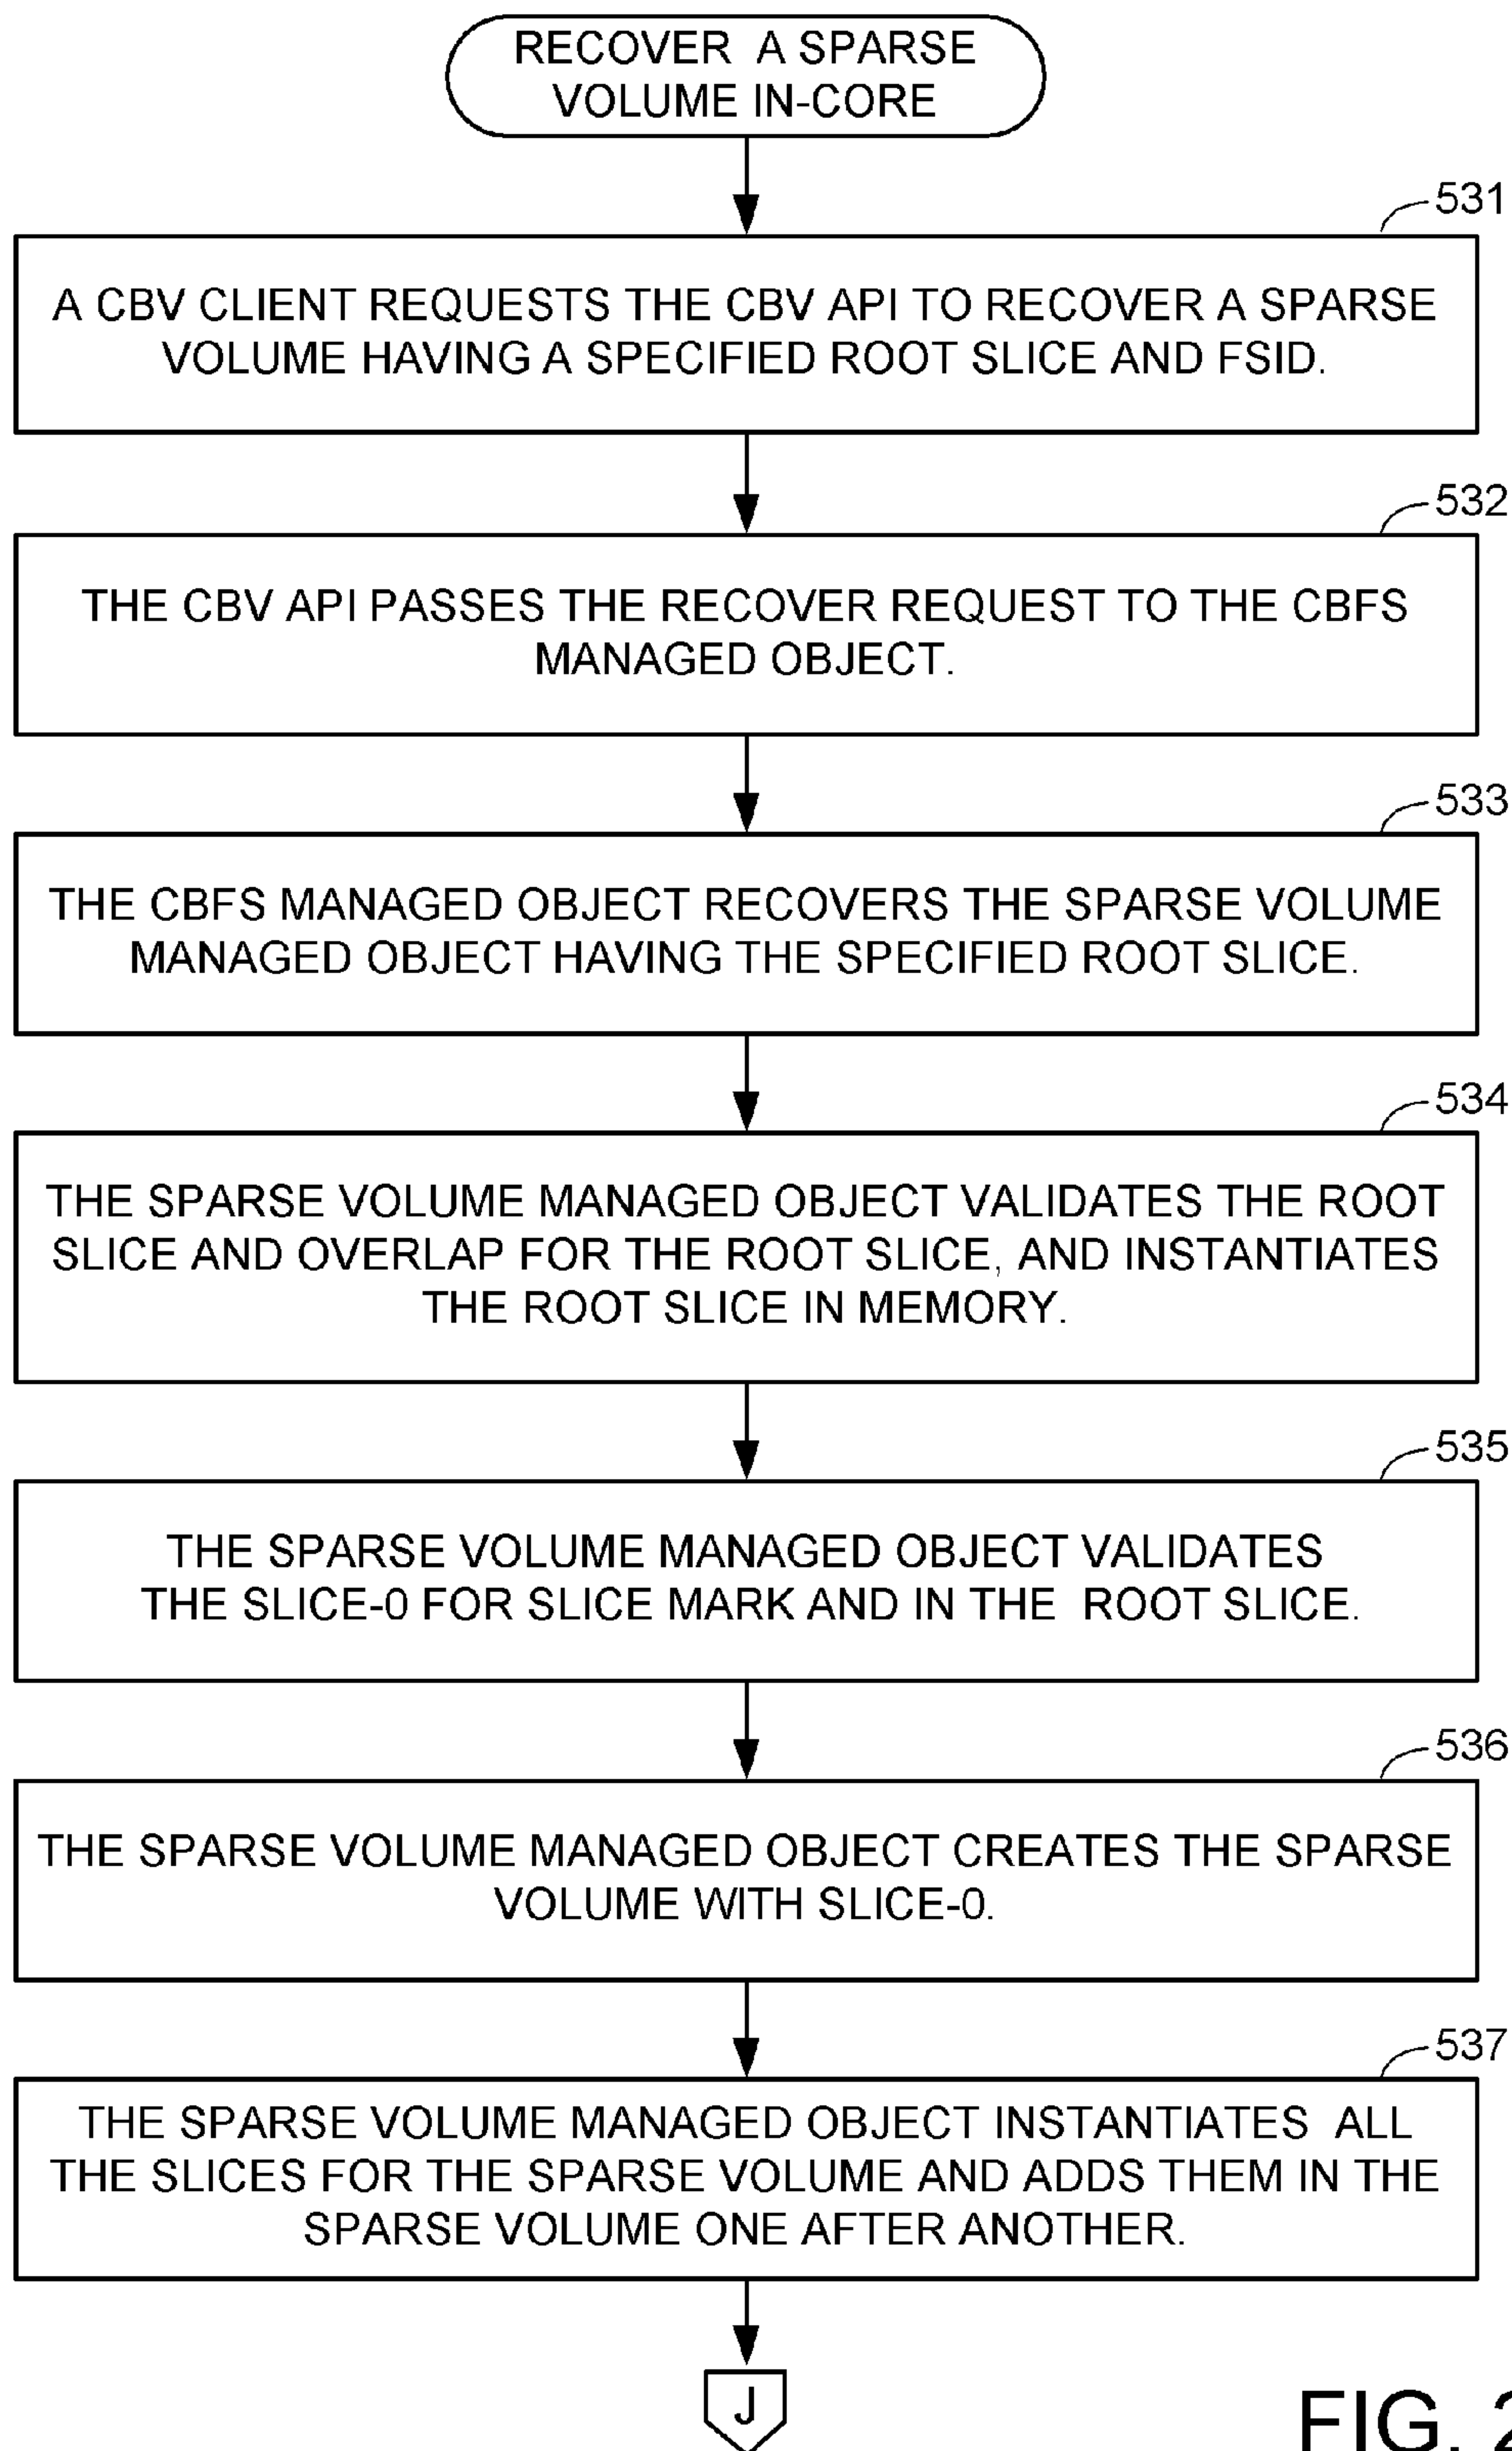 RECOVER A SPARSE
VOLUME IN-CORE
531
A CBV CLIENT REQUESTS THE CBV API TO RECOVER A SPARSE
VOLUME HAVING A SPECIFIED ROOT SLICE AND FSID.
532
THE CBV API PASSES THE RECOVER REQUEST TO THE CBFS
MANAGED OBJECT.
533
THE CBFS MANAGED OBJECT RECOVERS THE SPARSE VOLUME
MANAGED OBJECT HAVING THE SPECIFIED ROOT SLICE.
534
THE SPARSE VOLUME MANAGED OBJECT VALIDATES THE ROOT
SLICE AND OVERLAP FOR THE ROOT SLICE, AND INSTANTIATES
THE ROOT SLICE IN MEMORY.
535
THE SPARSE VOLUME MANAGED OBJECT VALIDATES
THE SLICE-0 FOR SLICE MARK AND IN THE ROOT SLICE.
536
THE SPARSE VOLUME MANAGED OBJECT CREATES THE SPARSE
VOLUME WITH SLICE-0.
537
THE SPARSE VOLUME MANAGED OBJECT INSTANTIATES ALL
THE SLICES FOR THE SPARSE VOLUME AND ADDS THEM IN THE
SPARSE VOLUME ONE AFTER ANOTHER.
J
FIG.